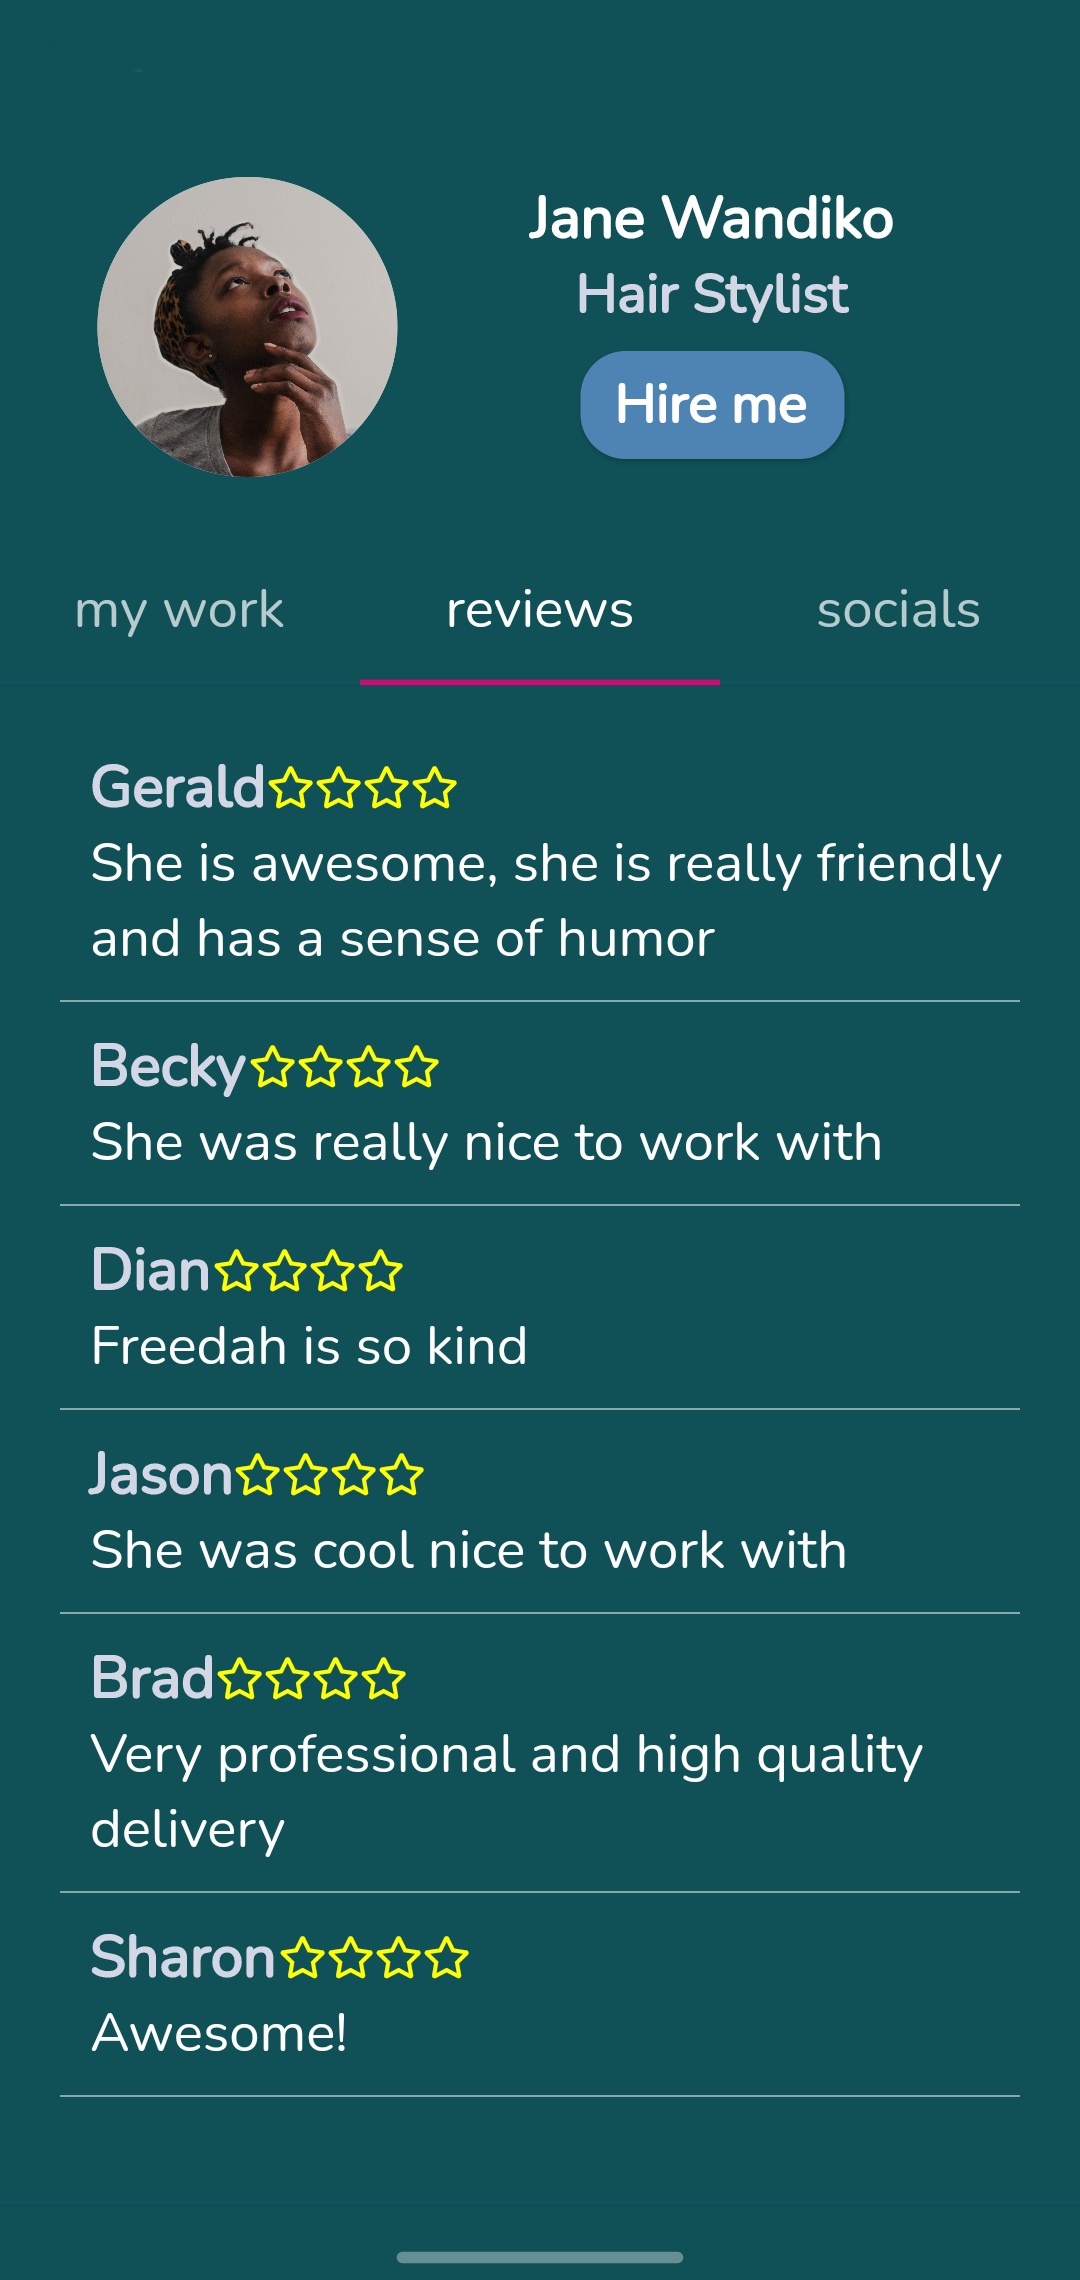 Jane Wandiko
Hair Stylist
Hire me
my work reviews socials
Gerald
She is awesome, she is really friendly
and has a sense of humor
Becky
She was really nice to work with
Dian
Freedah is so kind
Jason
She was cool nice to work with
Brad
Very professional and high quality
delivery
Sharon
Awesome!